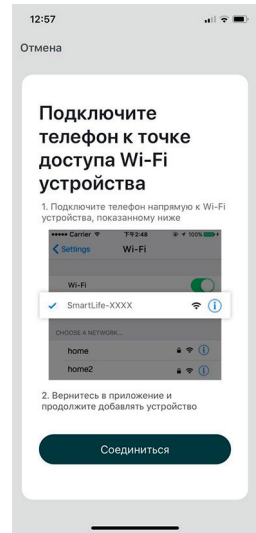 12:57
Отмена
Подключите
телефон к точке
доступа Wi-Fi
устройства
1. Подключите телефон напрямую к Wi-Fi
устройства, показанному ниже
Carrier 下午2:48 100%
Settings Wi-Fi
Wi-Fi
SmartLife-XXXX
CHOOSE A NETWORK...
home
home2
2. Вернитесь в приложение и
продолжите добавлять устройство
Соединиться